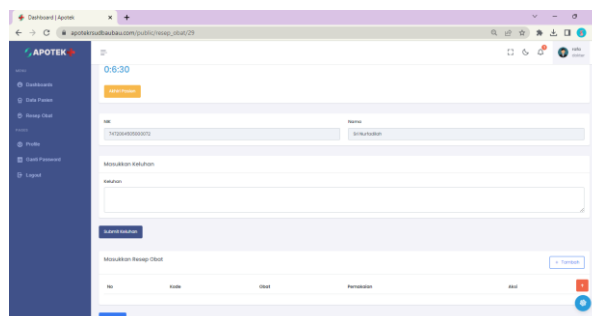 Dashboard | Apotek
apotekrsudbaubau.com/public/resep_obat/29
APOTEK
MENU
Dashboards
Data Pasien
Resep Obat
Profile
Ganti Password
Logout
0:6:30
NIK
Nama
Masukkan Keluhan
Keluhan
Submit Keluhan
Masukkan Resep Obat
+ Tambah
No Kode Obat Pemakaian Aksi